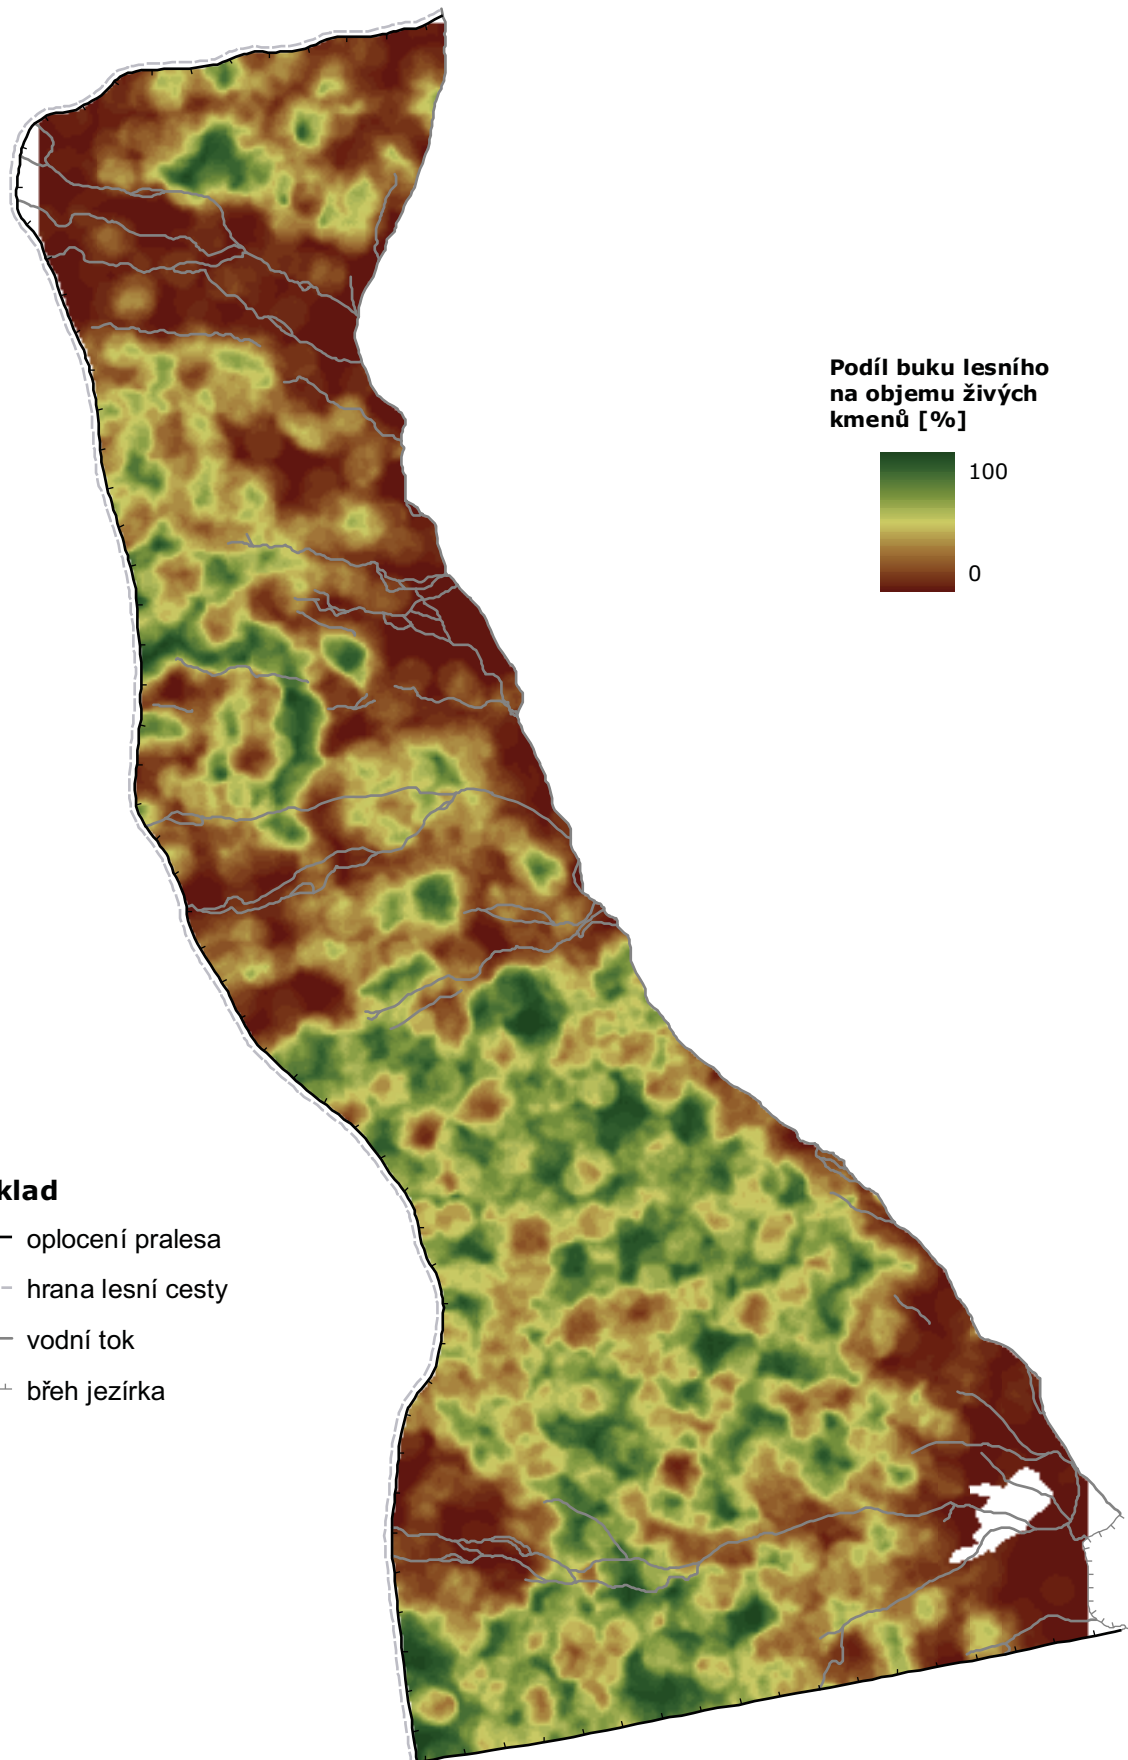 Podíl buku lesního
na objemu živých
kmenů [%]
100
0
klad
oplocení pralesa
hrana lesní cesty
vodní tok
břeh jezírka